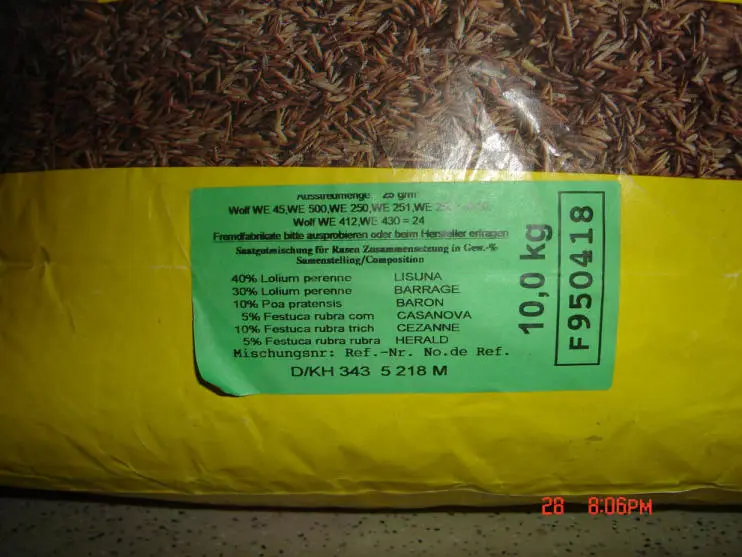 Ausstreumenge: 25 g/m²
Wolf WE 45,WE 500,WE 250,WE 251,WE
Wolf WE 412,WE 430 = 24
Fremdfabrikate bitte ausprobieren oder beim Hersteller erfragen
Saatgutmischung für Rasen Zusammensetzung in Gew.-%
Samenstelling/Composition
40% Lolium perenne LISUNA
30% Lolium perenne BARRAGE
10% Poa pratensis BARON
5% Festuca rubra com CASANOVA
10% Festuca rubra trich CEZANNE
5% Festuca rubra rubra HERALD
Mischungsnr: Ref.-Nr. No.de Ref.
D/KH 343 5 218 M
10,0 kg
F950418
28 8:06PM